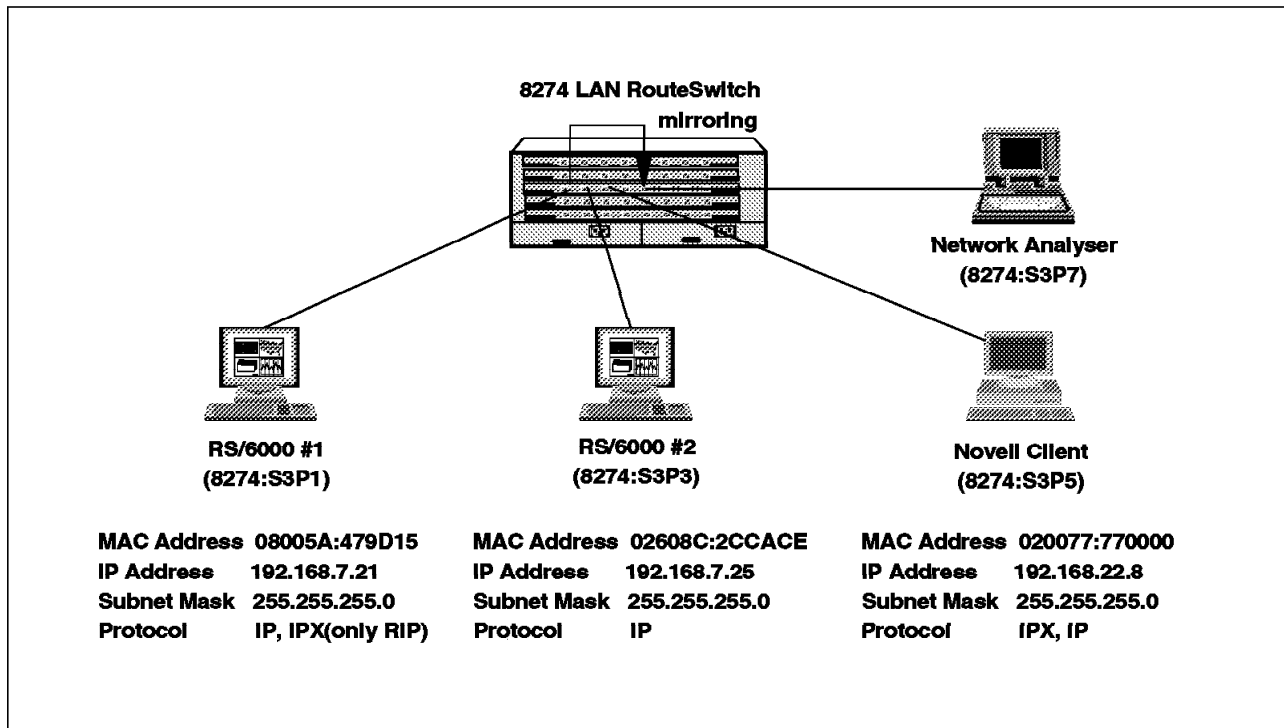 8274 LAN RouteSwitch
mirroring
Network Analyser
(8274:S3P7)
RS/6000 #1
(8274:S3P1)
RS/6000 #2
(8274:S3P3)
Novell Client
(8274:S3P5)
MAC Address 08005A:479D15
IP Address 192.168.7.21
Subnet Mask 255.255.255.0
Protocol IP, IPX(only RIP)
MAC Address 02608C:2CCACE
IP Address 192.168.7.25
Subnet Mask 255.255.255.0
Protocol IP
MAC Address 020077:770000
IP Address 192.168.22.8
Subnet Mask 255.255.255.0
Protocol IPX, IP